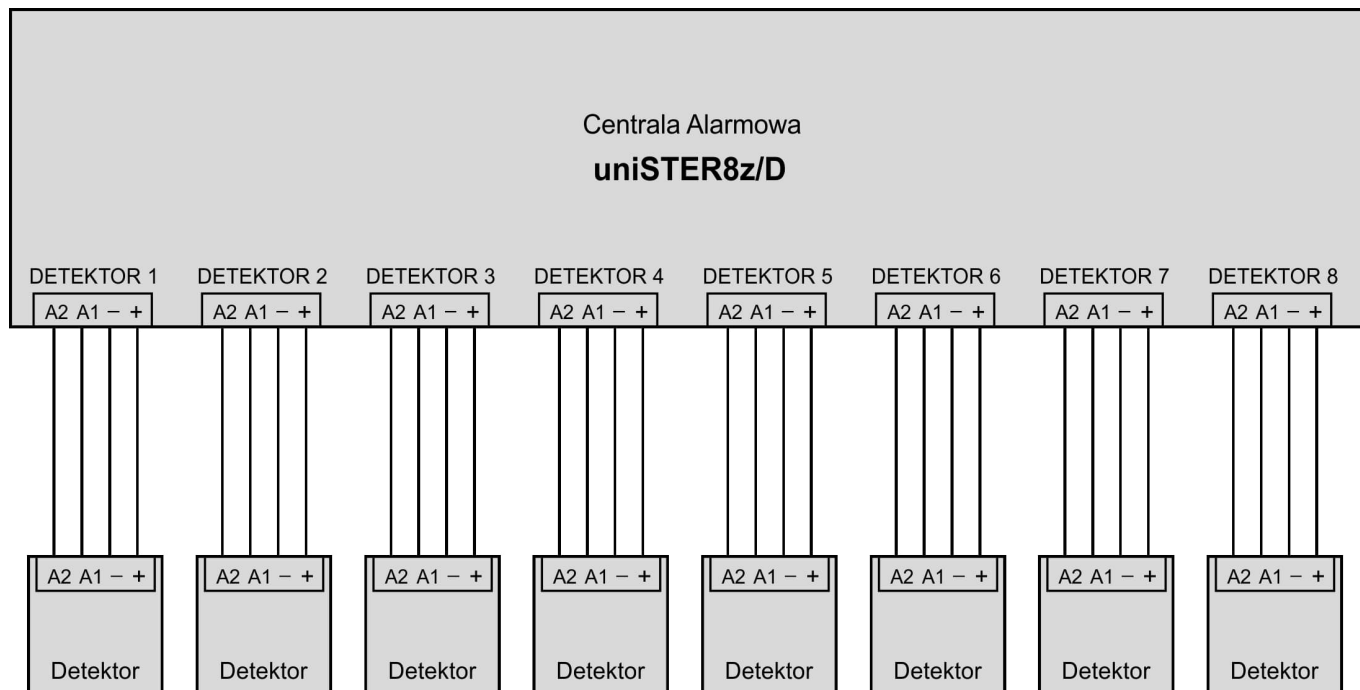 Centrala Alarmowa
uniSTER8z/D
DETEKTOR 1 DETEKTOR 2 DETEKTOR 3 DETEKTOR 4 DETEKTOR 5 DETEKTOR 6 DETEKTOR 7 DETEKTOR 8
A2 A1 – + A2 A1 – + A2 A1 – + A2 A1 – + A2 A1 – + A2 A1 – + A2 A1 – + A2 A1 – +
A2 A1 – + A2 A1 – + A2 A1 – + A2 A1 – + A2 A1 – + A2 A1 – + A2 A1 – + A2 A1 – +
Detektor Detektor Detektor Detektor Detektor Detektor Detektor Detektor